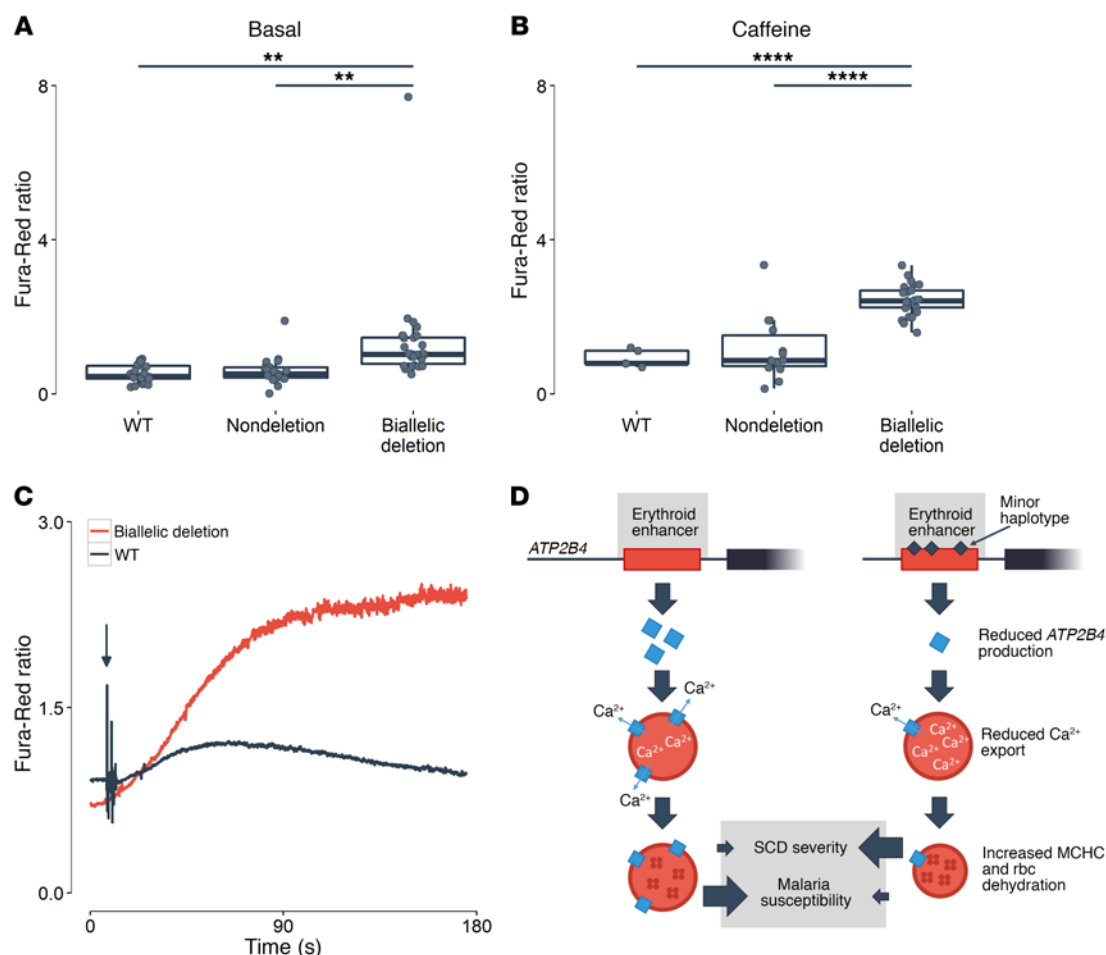 A
Basal
**
**
8
4
0
Fura-Red ratio
WT
Nondeletion
Biallelic
deletion
B
Caffeine
****
****
8
4
0
Fura-Red ratio
WT
Nondeletion
Biallelic
deletion
C
Biallelic deletion
WT
3.0
1.5
0.0
Fura-Red ratio
0
90
180
Time (s)
D
Erythroid
enhancer
ATP2B4
Erythroid
enhancer
Minor
haplotype
Reduced ATP2B4
production
Ca²⁺
Ca²⁺
Ca²⁺
Ca²⁺
Ca²⁺
Ca²⁺
Ca²⁺
Ca²⁺
Ca²⁺
Ca²⁺
Reduced Ca²⁺
export
SCD severity
Malaria
susceptibility
Increased MCHC
and rbc
dehydration